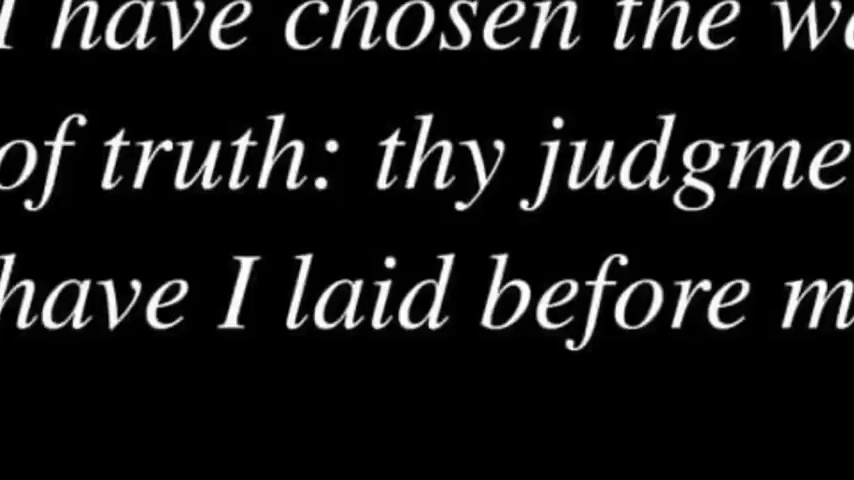 I have chosen the
of truth: thy
have I laid before